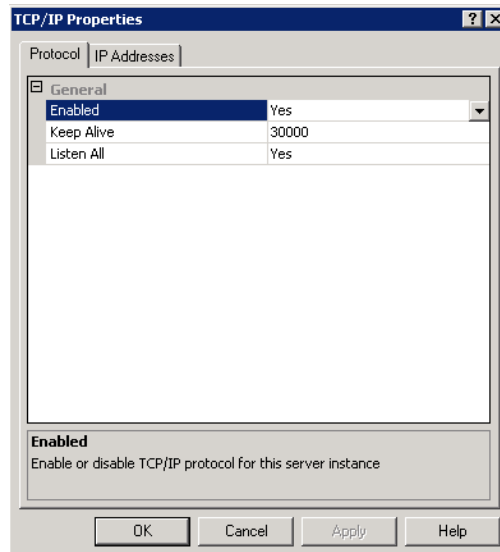 TCP/IP Properties
Protocol
IP Addresses
General
Enabled Yes
Keep Alive 30000
Listen All Yes
Enabled
Enable or disable TCP/IP protocol for this server instance
OK Cancel Apply Help